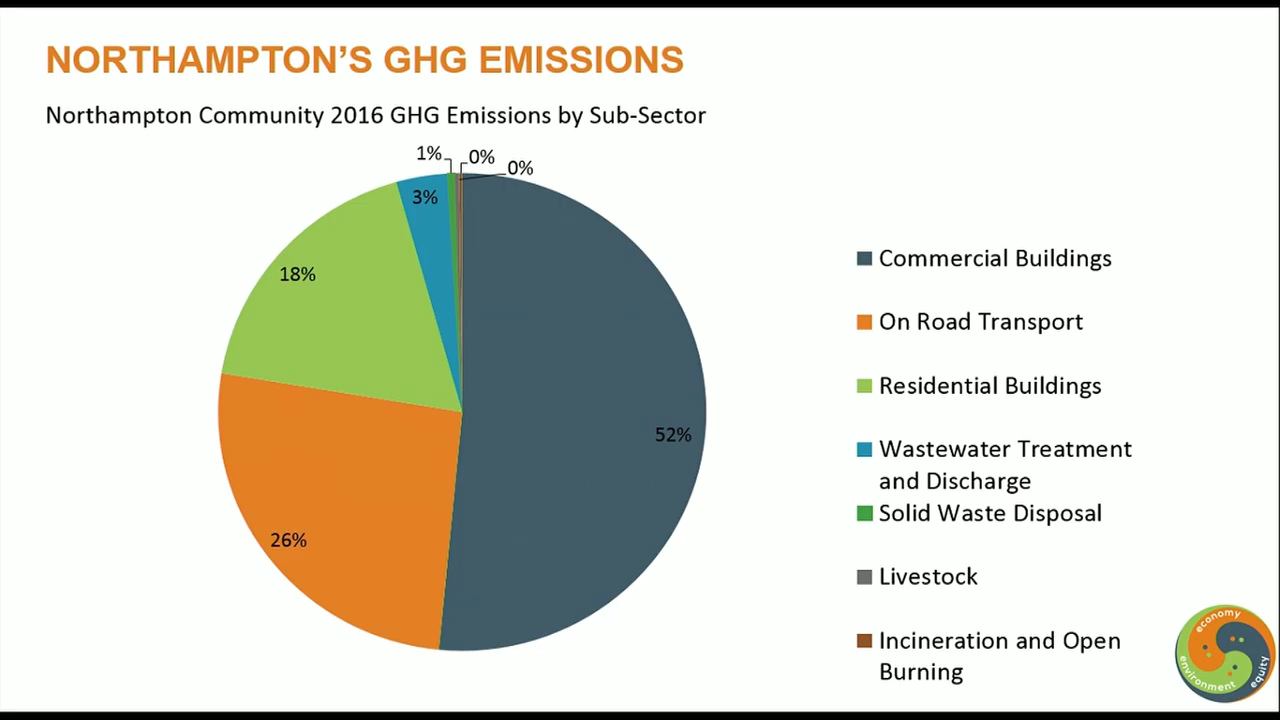 NORTHAMPTON’S GHG EMISSIONS
Northampton Community 2016 GHG Emissions by Sub-Sector
1%
0%
0%
3%
18%
52%
26%
Commercial Buildings
On Road Transport
Residential Buildings
Wastewater Treatment
and Discharge
Solid Waste Disposal
Livestock
Incineration and Open
Burning
economy
environment
equity